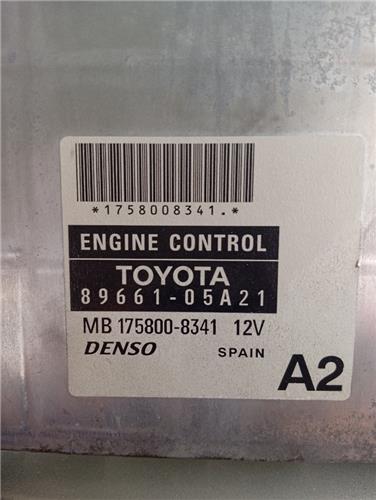 *1758008341.*
ENGINE CONTROL
TOYOTA
89661-05A21
MB 175800-8341 12V
DENSO SPAIN
A2